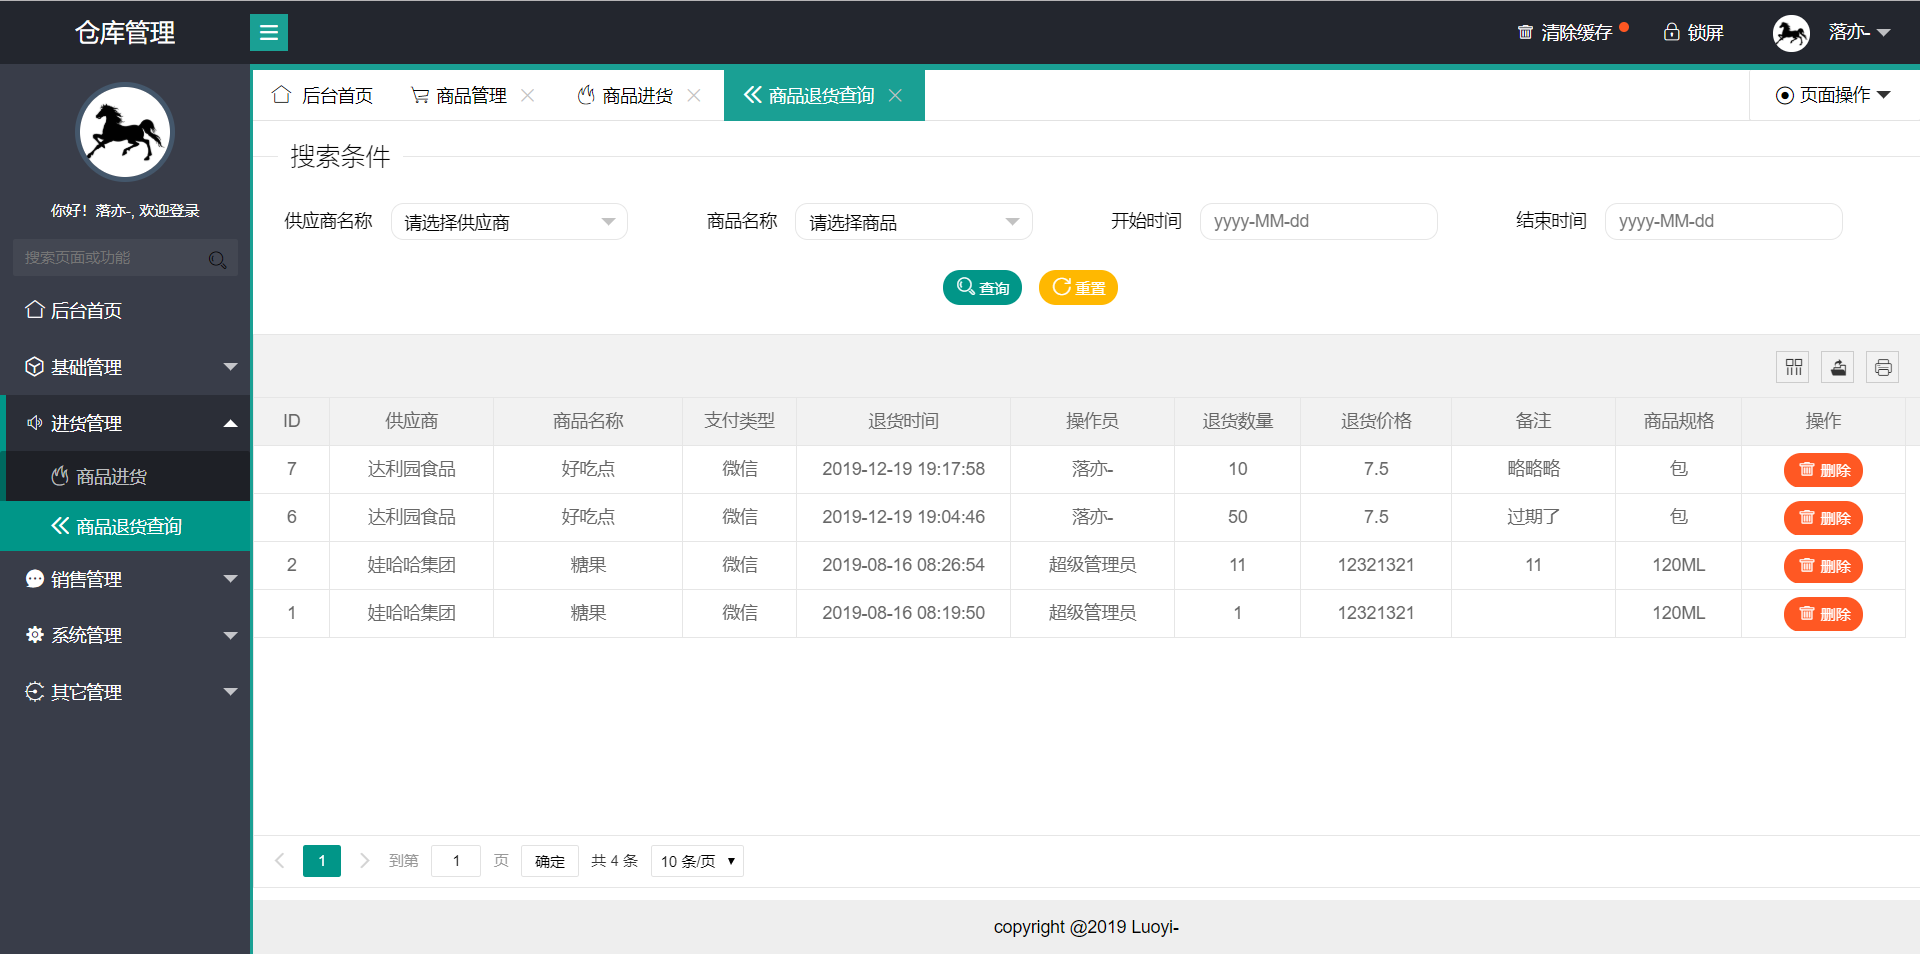 仓库管理
清除缓存 锁屏 落亦-
后台首页 商品管理 商品进货 商品退货查询 页面操作
你好！落亦-, 欢迎登录
搜索页面或功能
后台首页
基础管理
进货管理
商品进货
商品退货查询
销售管理
系统管理
其它管理
搜索条件
供应商名称 请选择供应商 商品名称 请选择商品 开始时间 yyyy-MM-dd 结束时间 yyyy-MM-dd
查询 重置
ID 供应商 商品名称 支付类型 退货时间 操作员 退货数量 退货价格 备注 商品规格 操作
7 达利园食品 好吃点 微信 2019-12-19 19:17:58 落亦- 10 7.5 略略略 包 删除
6 达利园食品 好吃点 微信 2019-12-19 19:04:46 落亦- 50 7.5 过期了 包 删除
2 娃哈哈集团 糖果 微信 2019-08-16 08:26:54 超级管理员 11 12321321 11 120ML 删除
1 娃哈哈集团 糖果 微信 2019-08-16 08:19:50 超级管理员 1 12321321 120ML 删除
1 到第 1 页 确定 共 4 条 10 条/页
copyright @2019 Luoyi-